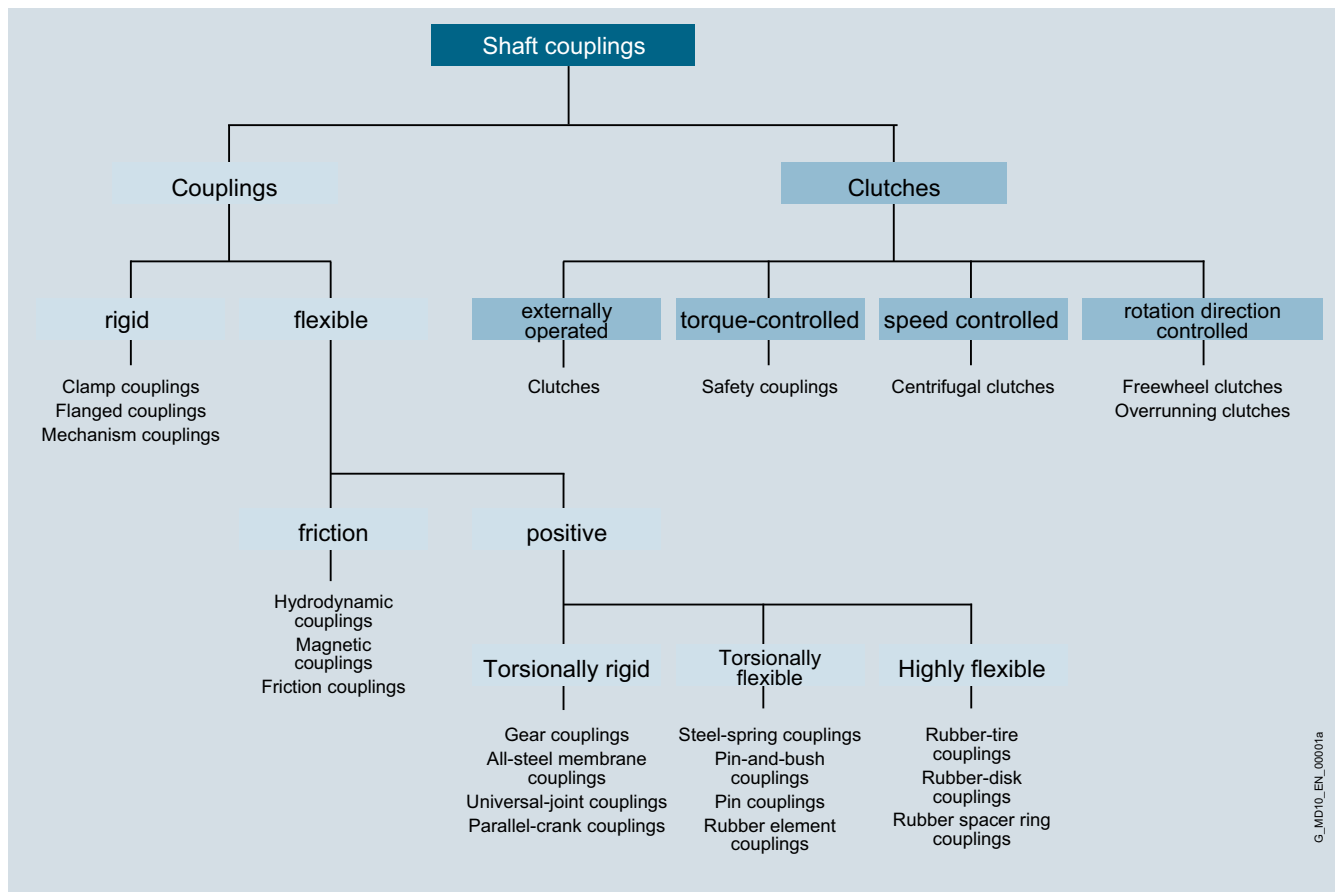 Shaft couplings
Couplings
Clutches
rigid
flexible
externally
operated
torque-controlled
speed controlled
rotation direction
controlled
Clamp couplings
Flanged couplings
Mechanism couplings
Clutches
Safety couplings
Centrifugal clutches
Freewheel clutches
Overrunning clutches
friction
positive
Hydrodynamic
couplings
Magnetic
couplings
Friction couplings
Torsionally rigid
Torsionally
flexible
Highly flexible
Gear couplings
All-steel membrane
couplings
Universal-joint couplings
Parallel-crank couplings
Steel-spring couplings
Pin-and-bush
couplings
Pin couplings
Rubber element
couplings
Rubber-tire
couplings
Rubber-disk
couplings
Rubber spacer ring
couplings
G_MD10_EN_00001a